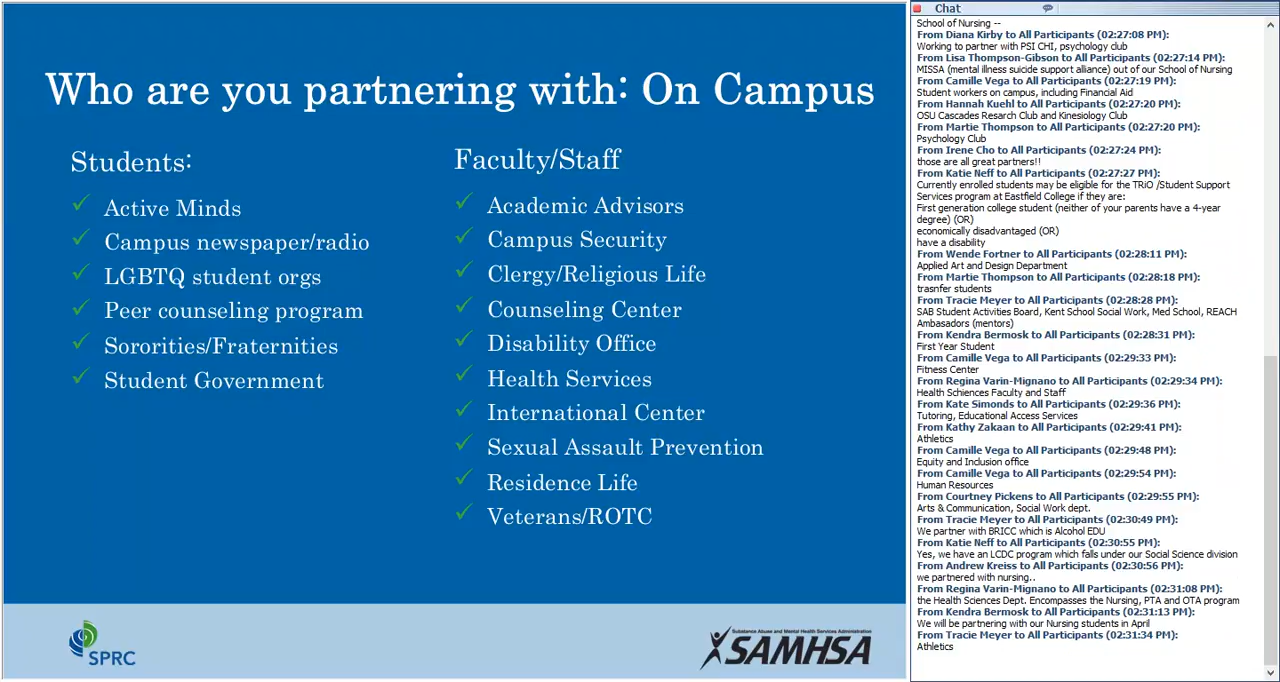 Who are you partnering with: On Campus
Students:
Active Minds
Campus newspaper/radio
LGBTQ student orgs
Peer counseling program
Sororities/Fraternities
Student Government
Faculty/Staff
Academic Advisors
Campus Security
Clergy/Religious Life
Counseling Center
Disability Office
Health Services
International Center
Sexual Assault Prevention
Residence Life
Veterans/ROTC
SPRC
Substance Abuse and Mental Health Services Administration
SAMHSA
Chat
School of Nursing --
From Diana Kirby to All Participants (02:27:08 PM):
Working to partner with PSI CHI, psychology club
From Lisa Thompson-Gibson to All Participants (02:27:14 PM):
MISSA (mental illness suicide support alliance) out of our School of Nursing
From Camille Vega to All Participants (02:27:19 PM):
Student workers on campus, including Financial Aid
From Hannah Kuehl to All Participants (02:27:20 PM):
OSU Cascades Resarch Club and Kinesiology Club
From Martie Thompson to All Participants (02:27:20 PM):
Psychology Club
From Irene Cho to All Participants (02:27:24 PM):
those are all great partners!!
From Katie Neff to All Participants (02:27:27 PM):
Currently enrolled students may be eligible for the TRiO /Student Support
Services program at Eastfield College if they are:
First generation college student (neither of your parents have a 4-year
degree) (OR)
economically disadvantaged (OR)
have a disability
From Wende Fortner to All Participants (02:28:11 PM):
Applied Art and Design Department
From Martie Thompson to All Participants (02:28:18 PM):
trasnfer students
From Tracie Meyer to All Participants (02:28:28 PM):
SAB Student Activities Board, Kent School Social Work, Med School, REACH
Ambasadors (mentors)
From Kendra Bermosk to All Participants (02:28:31 PM):
First Year Student
From Camille Vega to All Participants (02:29:33 PM):
Fitness Center
From Regina Varin-Mignano to All Participants (02:29:34 PM):
Health Schiences Faculty and Staff
From Kate Simonds to All Participants (02:29:36 PM):
Tutoring, Educational Access Services
From Kathy Zakaan to All Participants (02:29:41 PM):
Athletics
From Camille Vega to All Participants (02:29:48 PM):
Equity and Inclusion office
From Camille Vega to All Participants (02:29:54 PM):
Human Resources
From Courtney Pickens to All Participants (02:29:55 PM):
Arts & Communication, Social Work dept.
From Tracie Meyer to All Participants (02:30:49 PM):
We partner with BRICC which is Alcohol EDU
From Katie Neff to All Participants (02:30:55 PM):
Yes, we have an LCDC program which falls under our Social Science division
From Andrew Kreiss to All Participants (02:30:56 PM):
we partnered with nursing..
From Regina Varin-Mignano to All Participants (02:31:08 PM):
the Health Sciences Dept. Encompasses the Nursing, PTA and OTA program
From Kendra Bermosk to All Participants (02:31:13 PM):
We will be partnering with our Nursing students in April
From Tracie Meyer to All Participants (02:31:34 PM):
Athletics